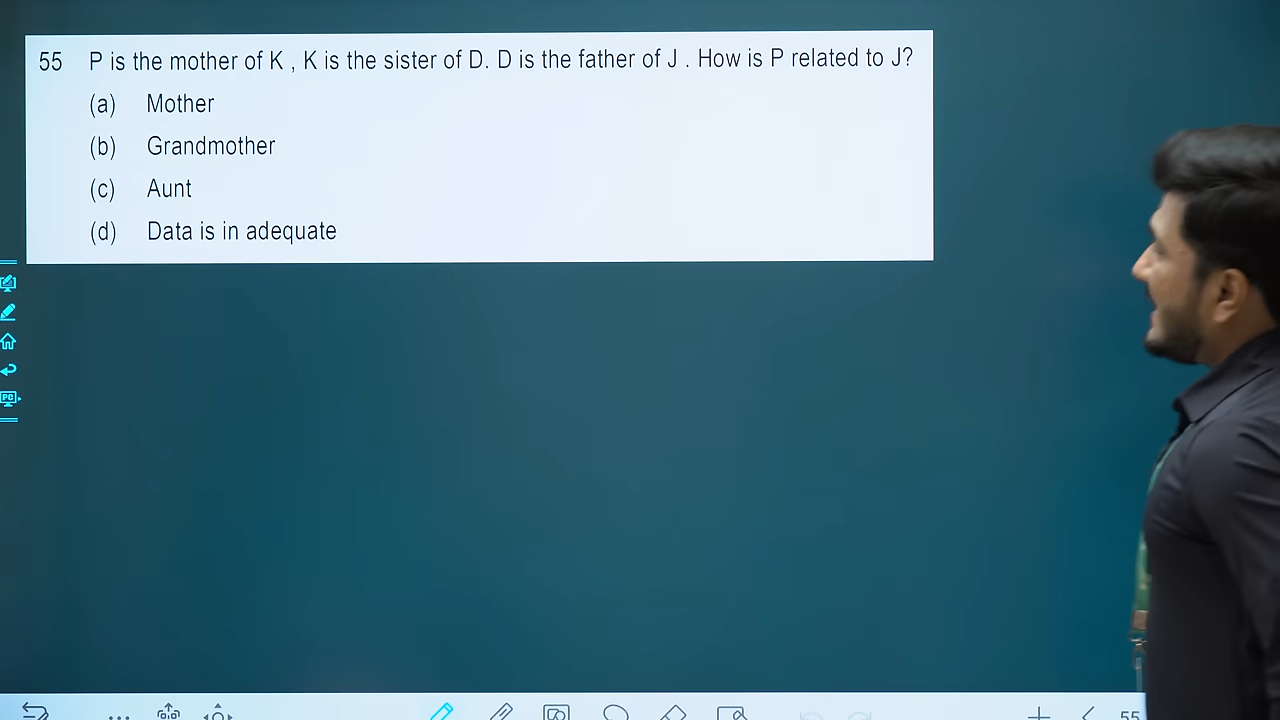 55 P is the mother of K , K is the sister of D. D is the father of J . How is P related to J?
(a) Mother
(b) Grandmother
(c) Aunt
(d) Data is in adequate
PC
55